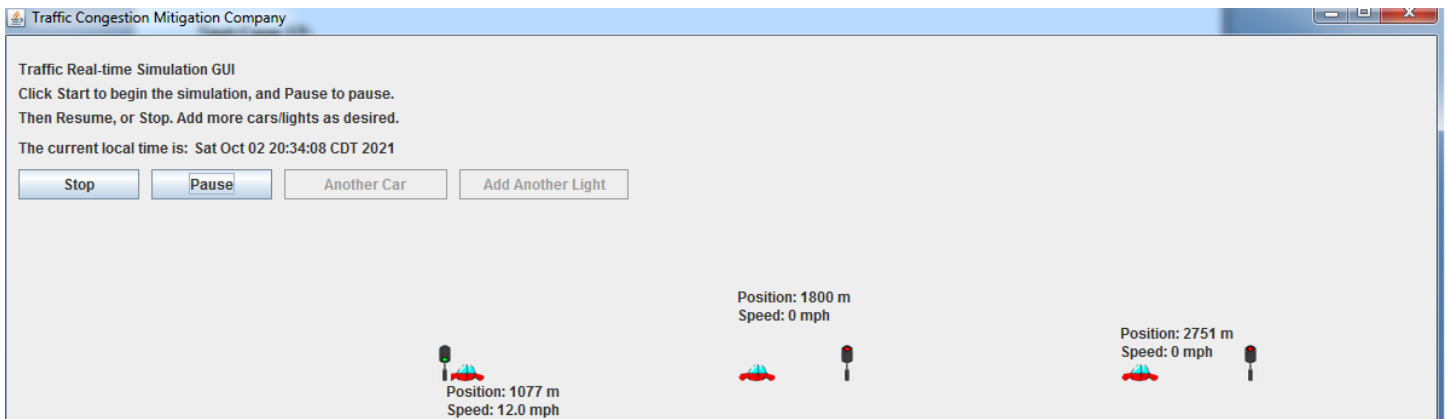 Traffic Congestion Mitigation Company
Traffic Real-time Simulation GUI
Click Start to begin the simulation, and Pause to pause.
Then Resume, or Stop. Add more cars/lights as desired.
The current local time is: Sat Oct 02 20:34:08 CDT 2021
Stop Pause Another Car Add Another Light
Position: 1800 m
Speed: 0 mph
Position: 2751 m
Speed: 0 mph
Position: 1077 m
Speed: 12.0 mph